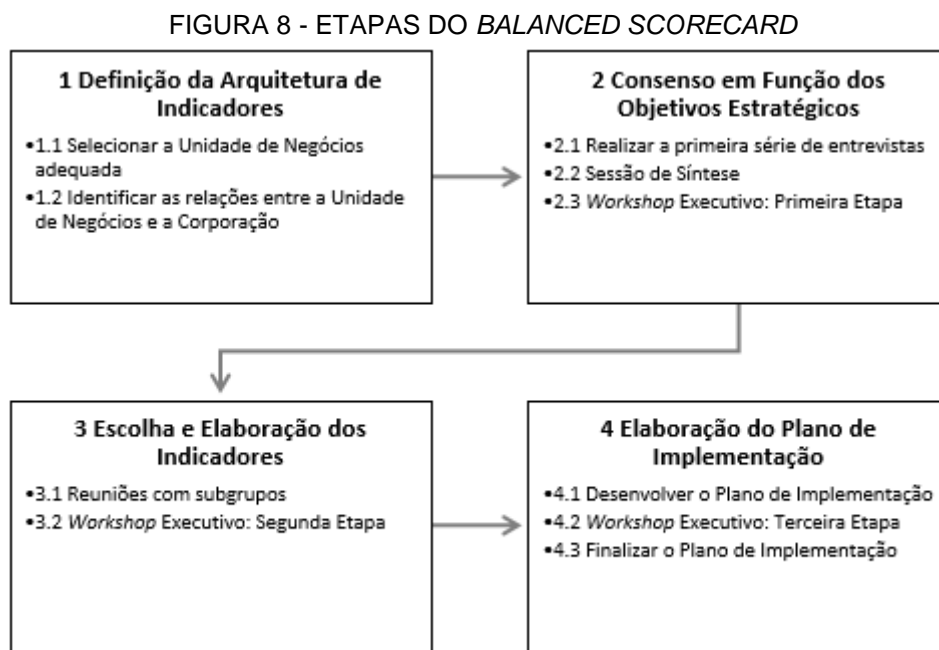 FIGURA 8 - ETAPAS DO BALANCED SCORECARD
1 Definição da Arquitetura de
Indicadores
•1.1 Selecionar a Unidade de Negócios
adequada
•1.2 Identificar as relações entre a Unidade
de Negócios e a Corporação
2 Consenso em Função dos
Objetivos Estratégicos
•2.1 Realizar a primeira série de entrevistas
•2.2 Sessão de Síntese
•2.3 Workshop Executivo: Primeira Etapa
3 Escolha e Elaboração dos
Indicadores
•3.1 Reuniões com subgrupos
•3.2 Workshop Executivo: Segunda Etapa
4 Elaboração do Plano de
Implementação
•4.1 Desenvolver o Plano de Implementação
•4.2 Workshop Executivo: Terceira Etapa
•4.3 Finalizar o Plano de Implementação